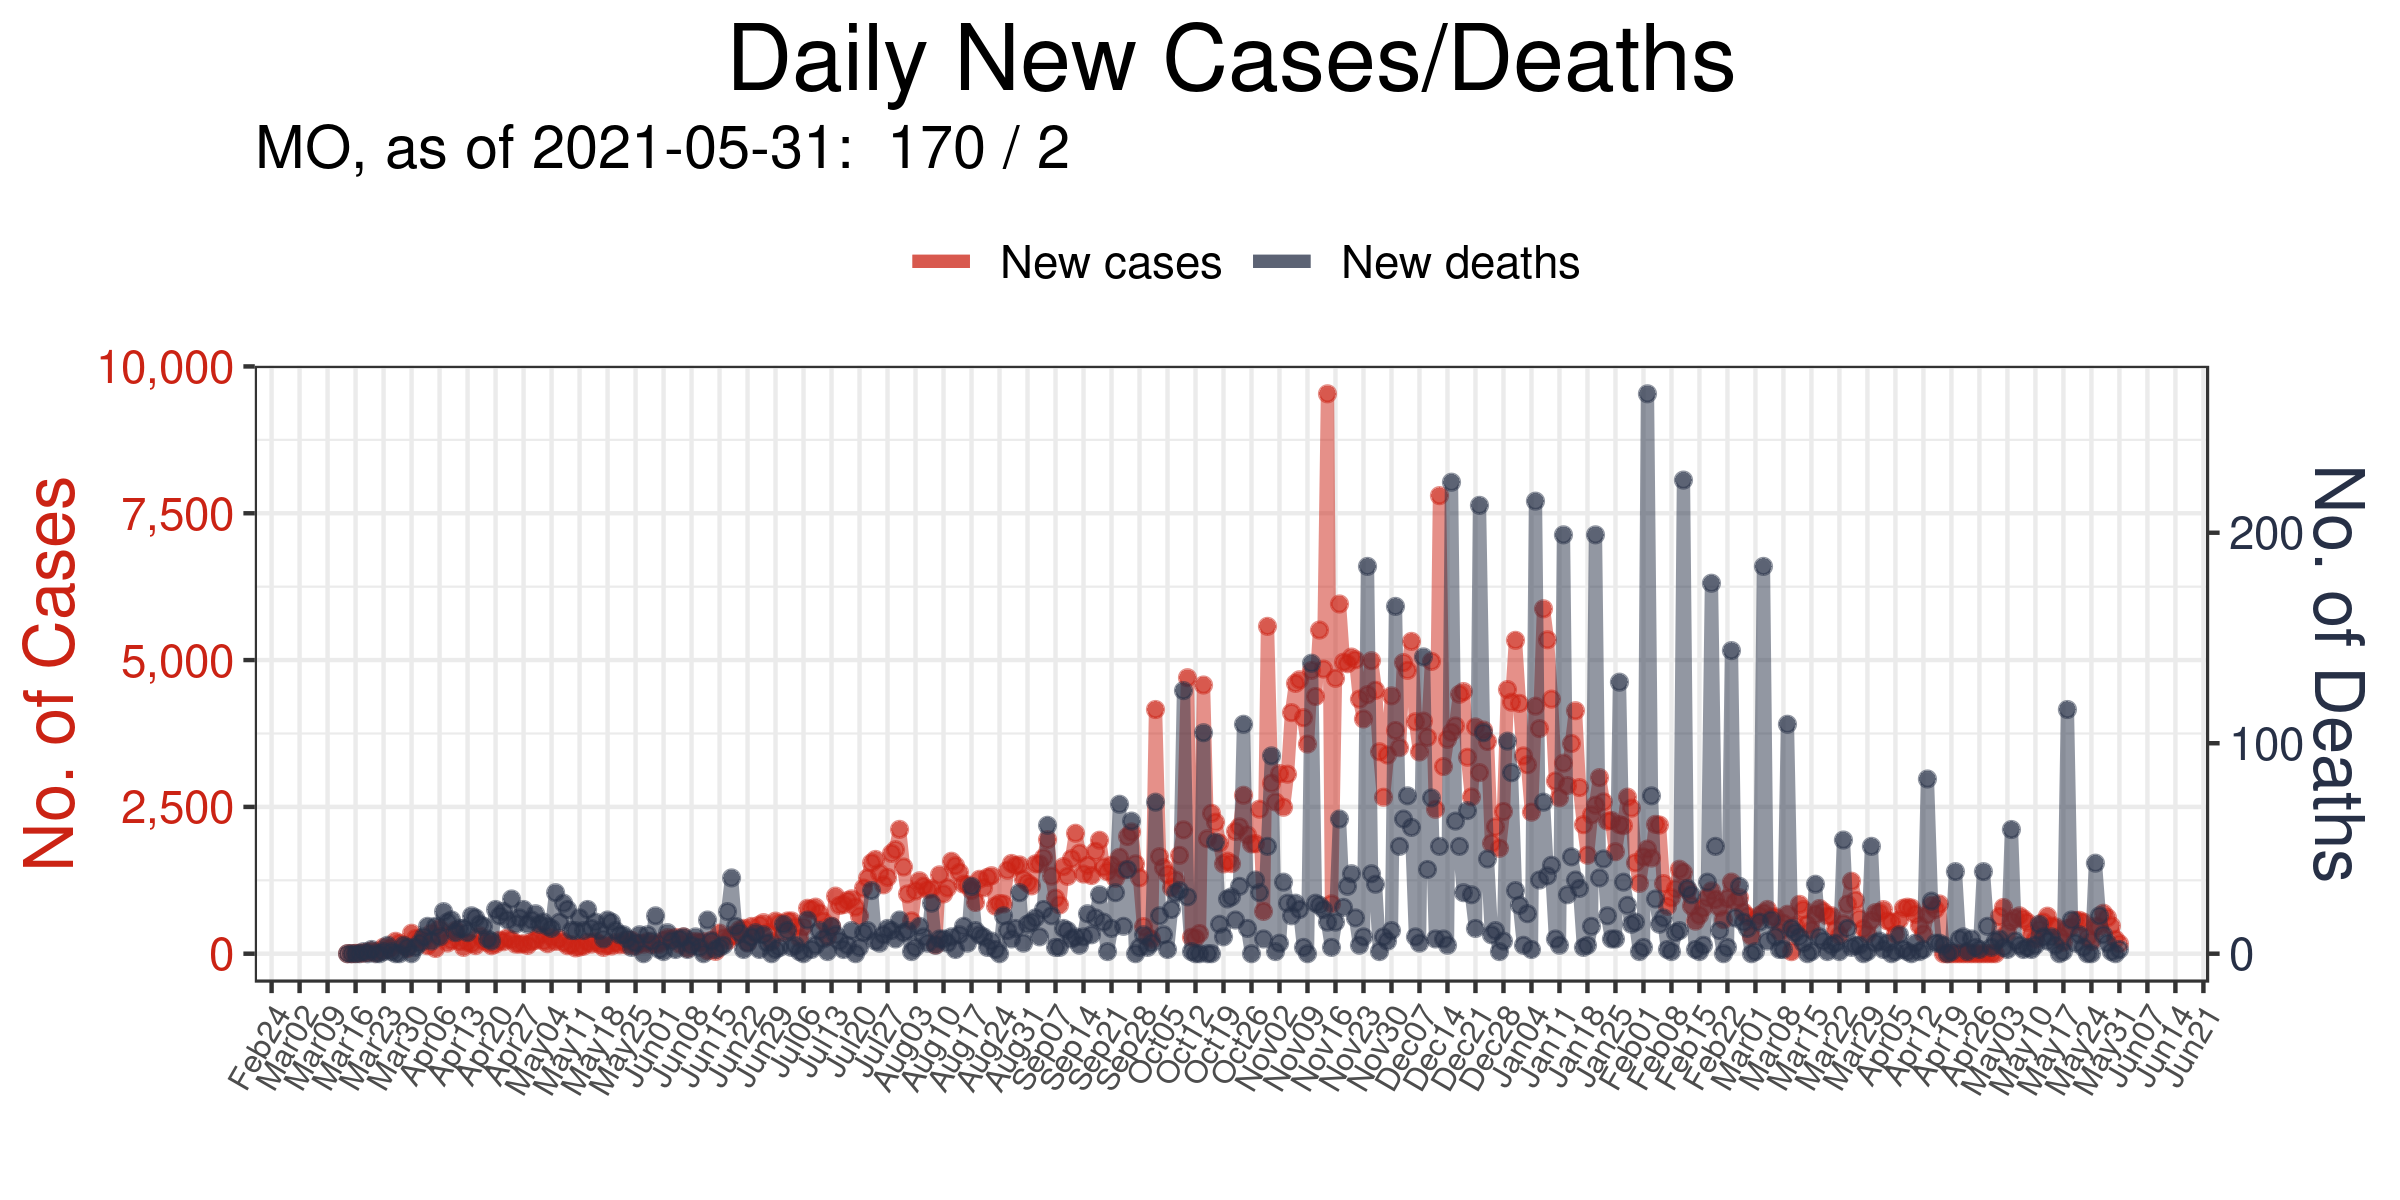 Daily New Cases/Deaths
MO, as of 2021-05-31:  170 / 2
New cases
New deaths
No. of Cases
10,000
7,500
5,000
2,500
0
200
100
0
No. of Deaths
Feb24
Mar02
Mar09
Mar16
Mar23
Mar30
Apr06
Apr13
Apr20
Apr27
May04
May11
May18
May25
Jun01
Jun08
Jun15
Jun22
Jun29
Jul06
Jul13
Jul20
Jul27
Aug03
Aug10
Aug17
Aug24
Aug31
Sep07
Sep14
Sep21
Sep28
Oct05
Oct12
Oct19
Oct26
Nov02
Nov09
Nov16
Nov23
Nov30
Dec07
Dec14
Dec21
Dec28
Jan04
Jan11
Jan18
Jan25
Feb01
Feb08
Feb15
Feb22
Mar01
Mar08
Mar15
Mar22
Mar29
Apr05
Apr12
Apr19
Apr26
May03
May10
May17
May24
May31
Jun07
Jun14
Jun21